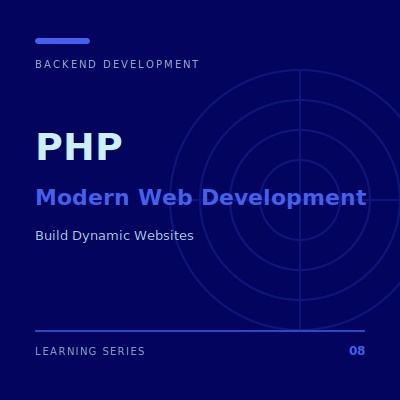 BACKEND DEVELOPMENT
PHP
Modern Web Development
Build Dynamic Websites
LEARNING SERIES 08